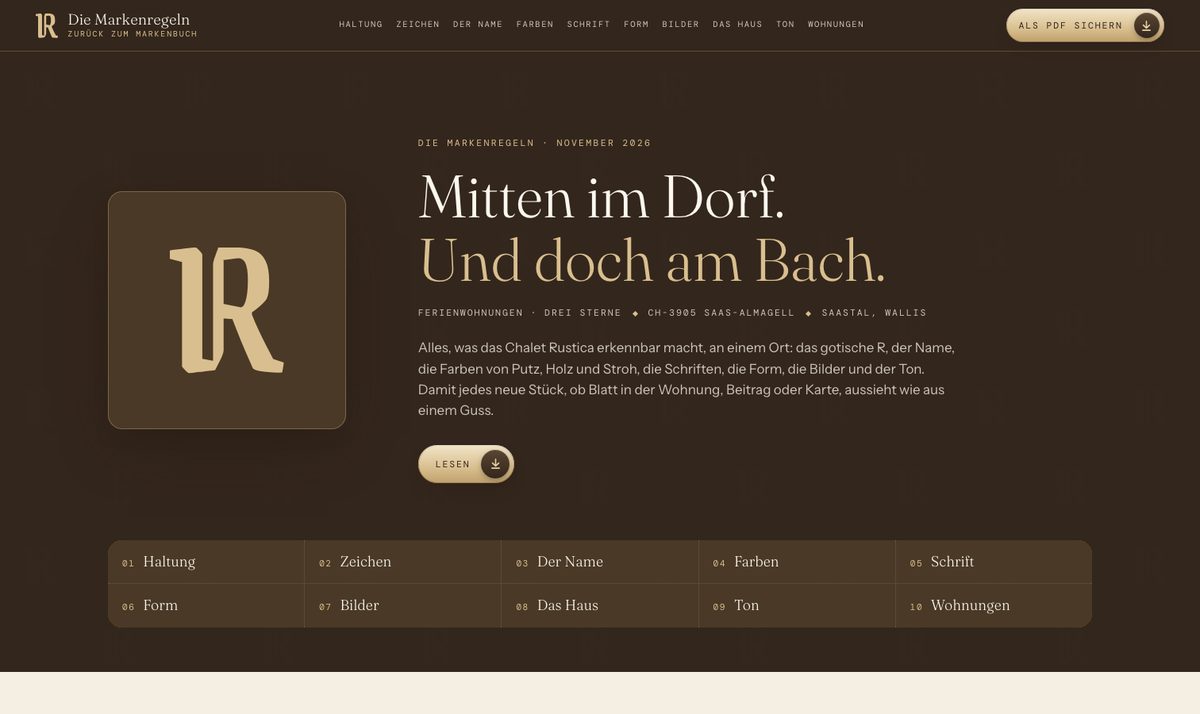 R Die Markenregeln
ZURÜCK ZUM MARKENBUCH
HALTUNG ZEICHEN DER NAME FARBEN SCHRIFT FORM BILDER DAS HAUS TON WOHNUNGEN
ALS PDF SICHERN
DIE MARKENREGELN · NOVEMBER 2026
Mitten im Dorf.
Und doch am Bach.
FERIENWOHNUNGEN · DREI STERNE ◆ CH-3905 SAAS-ALMAGELL ◆ SAASTAL, WALLIS
Alles, was das Chalet Rustica erkennbar macht, an einem Ort: das gotische R, der Name,
die Farben von Putz, Holz und Stroh, die Schriften, die Form, die Bilder und der Ton.
Damit jedes neue Stück, ob Blatt in der Wohnung, Beitrag oder Karte, aussieht wie aus
einem Guss.
LESEN
R
01 Haltung
02 Zeichen
03 Der Name
04 Farben
05 Schrift
06 Form
07 Bilder
08 Das Haus
09 Ton
10 Wohnungen